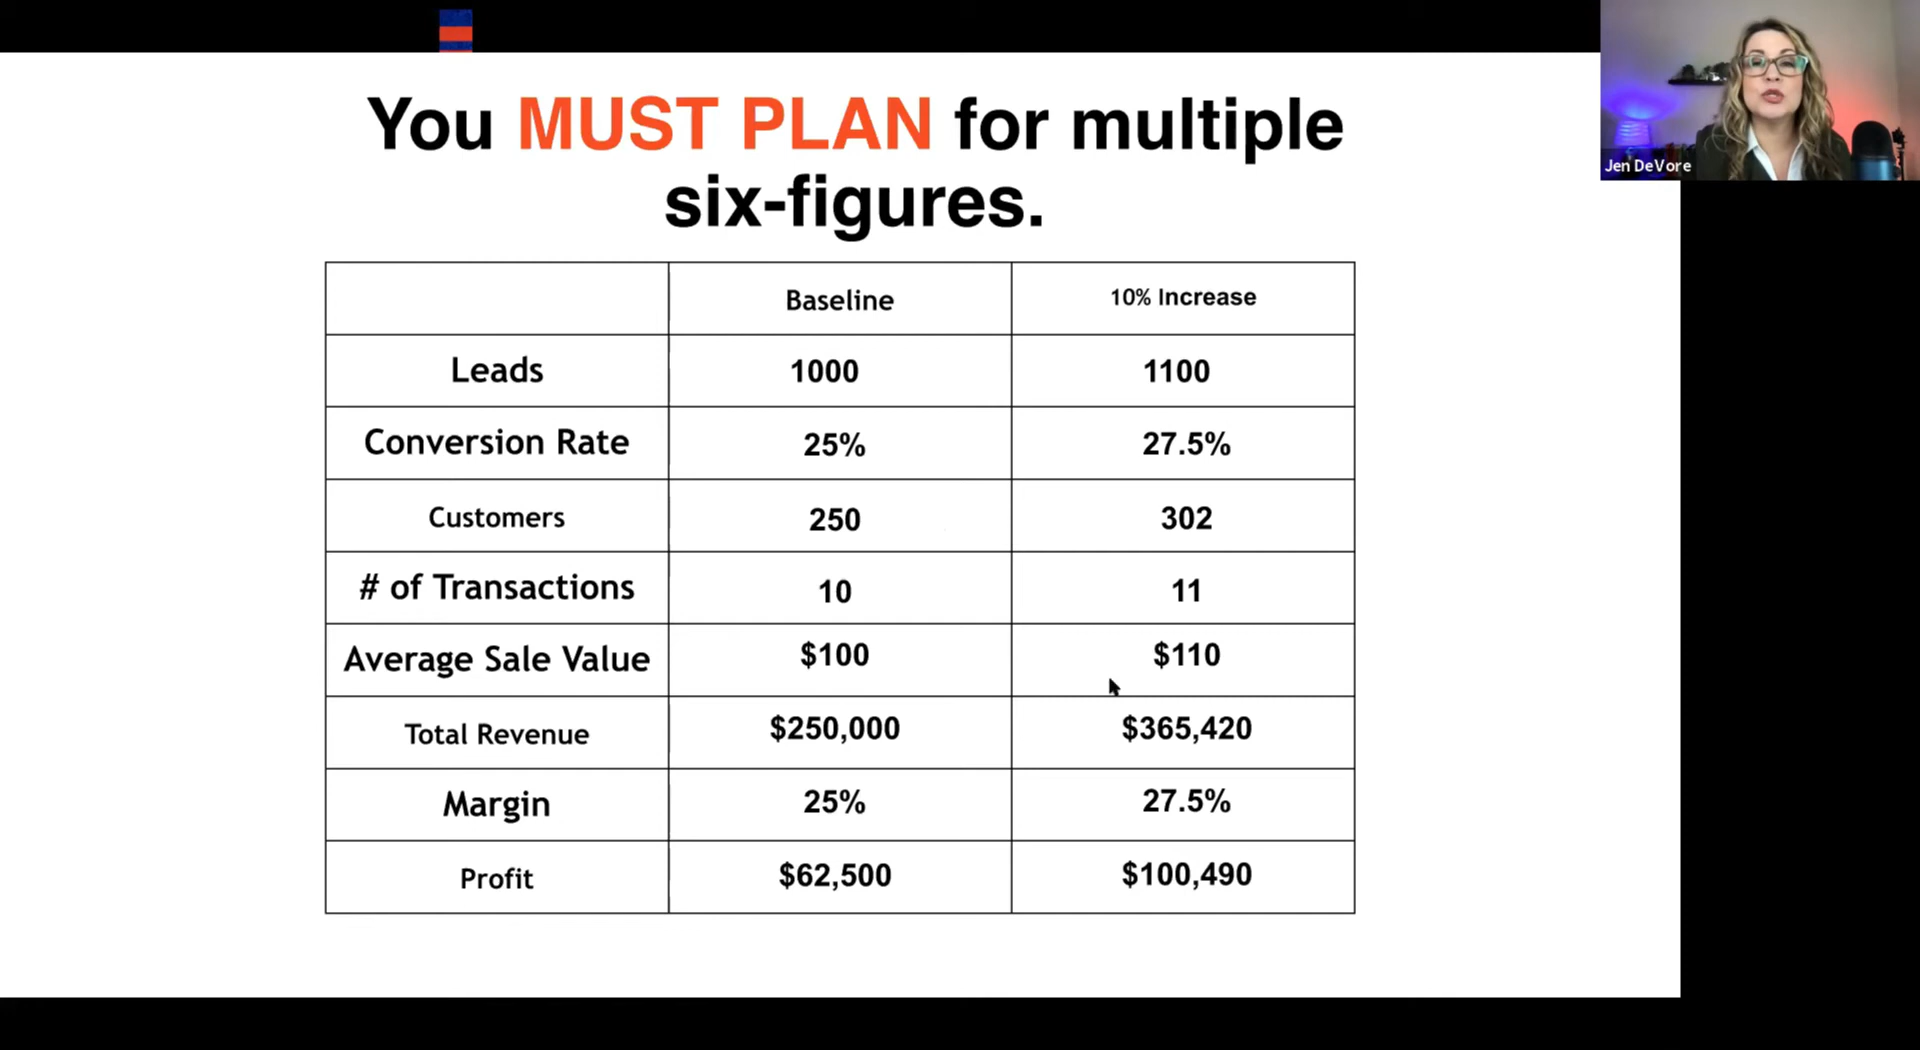 You MUST PLAN for multiple
six-figures.
Jen DeVore
Baseline 10% Increase
Leads 1000 1100
Conversion Rate 25% 27.5%
Customers 250 302
# of Transactions 10 11
Average Sale Value $100 $110
Total Revenue $250,000 $365,420
Margin 25% 27.5%
Profit $62,500 $100,490